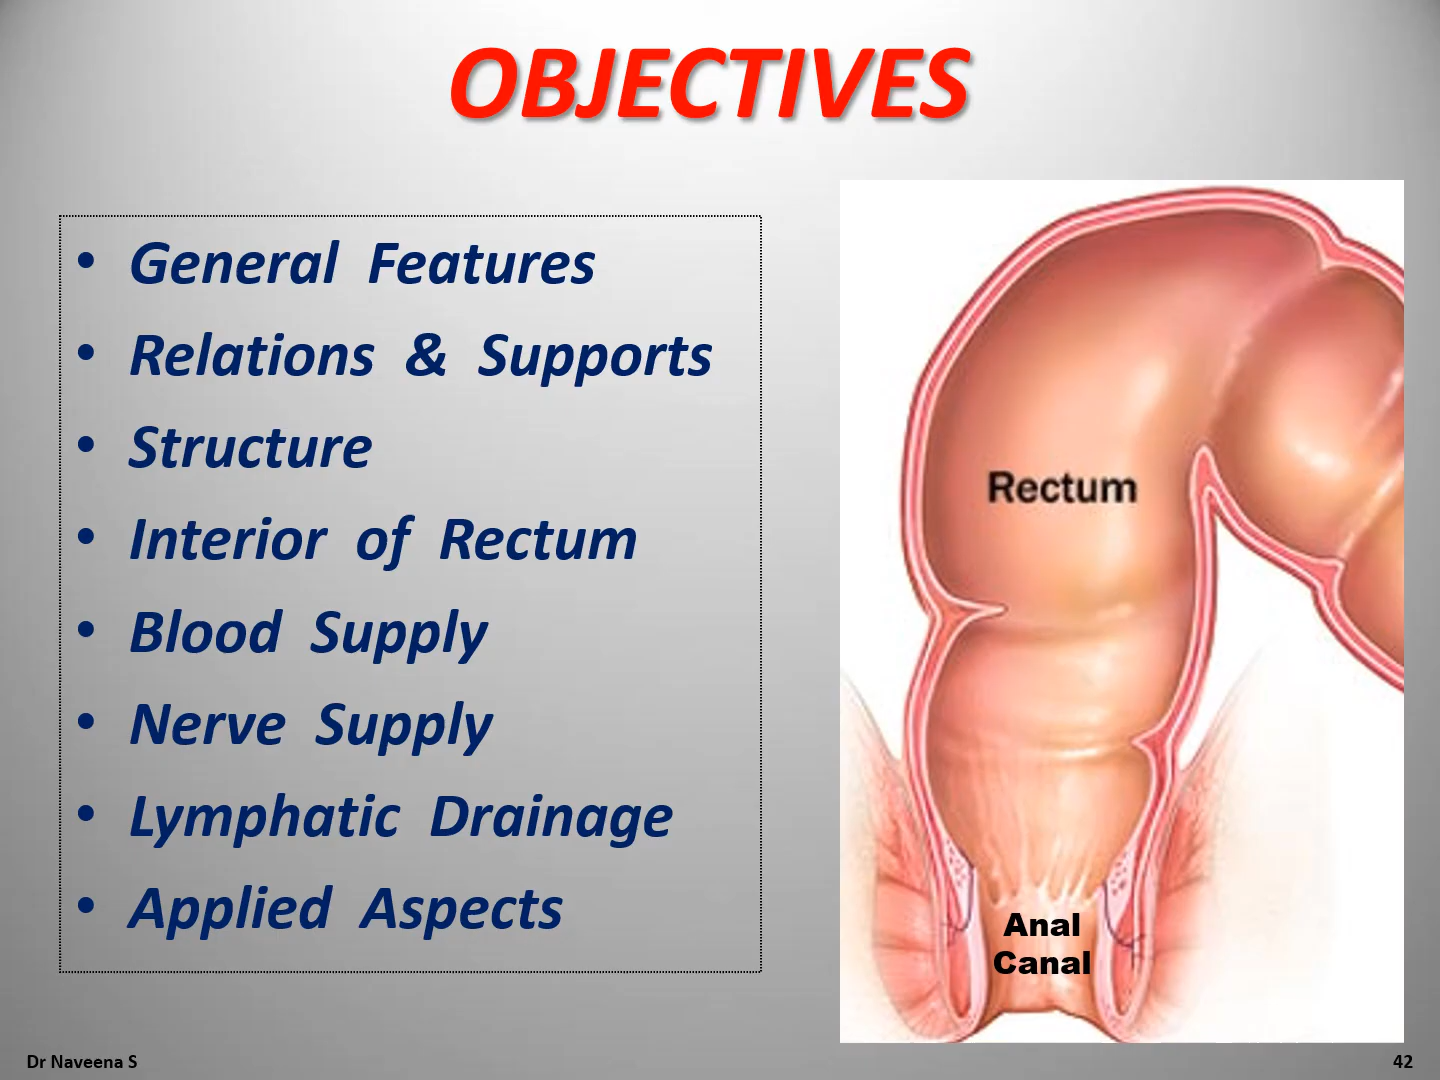 OBJECTIVES
• General Features
• Relations & Supports
• Structure
• Interior of Rectum
• Blood Supply
• Nerve Supply
• Lymphatic Drainage
• Applied Aspects
Rectum
Anal
Canal
Dr Naveena S
42